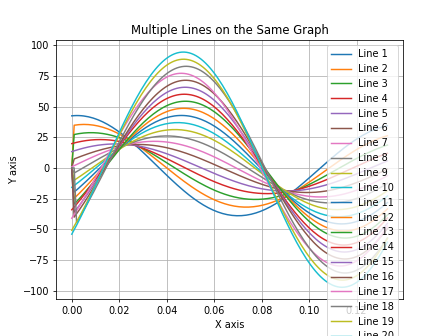 Multiple Lines on the Same Graph
100
75
50
25
0
−25
−50
−75
−100
Y axis
0.00
0.02
0.04
0.06
0.08
0.10
X axis
Line 1
Line 2
Line 3
Line 4
Line 5
Line 6
Line 7
Line 8
Line 9
Line 10
Line 11
Line 12
Line 13
Line 14
Line 15
Line 16
Line 17
Line 18
Line 19
Line 20